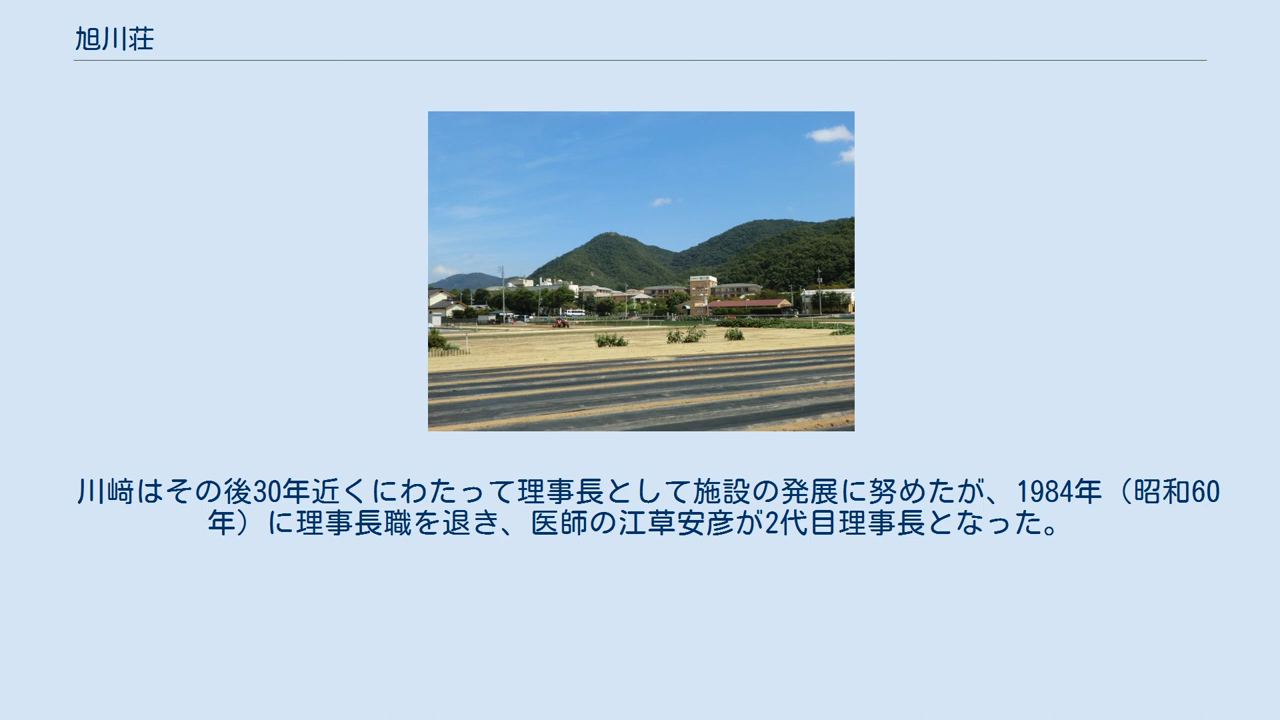 旭川荘
川﨑はその後30年近くにわたって理事長として施設の発展に努めたが、1984年（昭和60
年）に理事長職を退き、医師の江草安彦が2代目理事長となった。